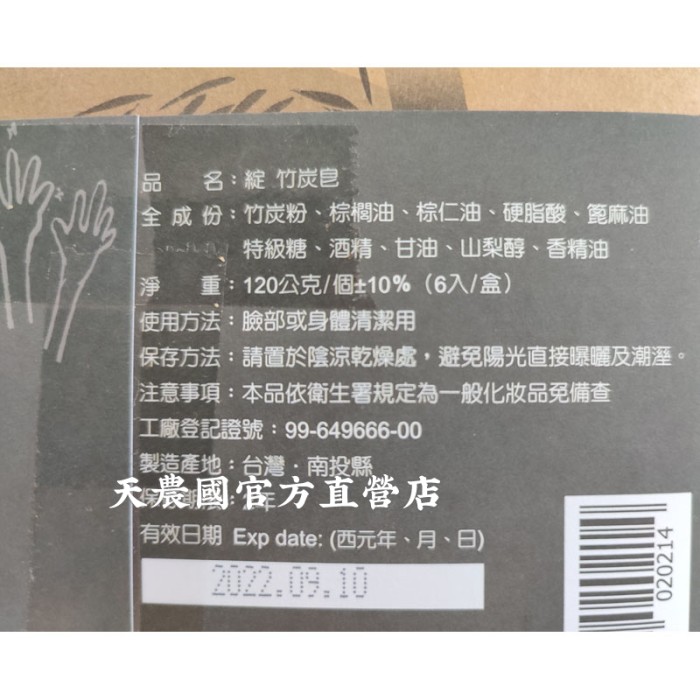 品 名：綻 竹炭皂
全成份：竹炭粉、棕櫚油、棕仁油、硬脂酸、篦麻油
特級糖、酒精、甘油、山梨醇、香精油
淨 重：120公克/個±10%（6入/盒）
使用方法：臉部或身體清潔用
保存方法：請置於陰涼乾燥處，避免陽光直接曝曬及潮溼。
注意事項：本品依衛生署規定為一般化妝品免備查
工廠登記證號：99-649666-00
製造產地：台灣．南投縣
天農國官方直營店
年
有效日期 Exp date: (西元年、月、日)
2022.09.10
020214